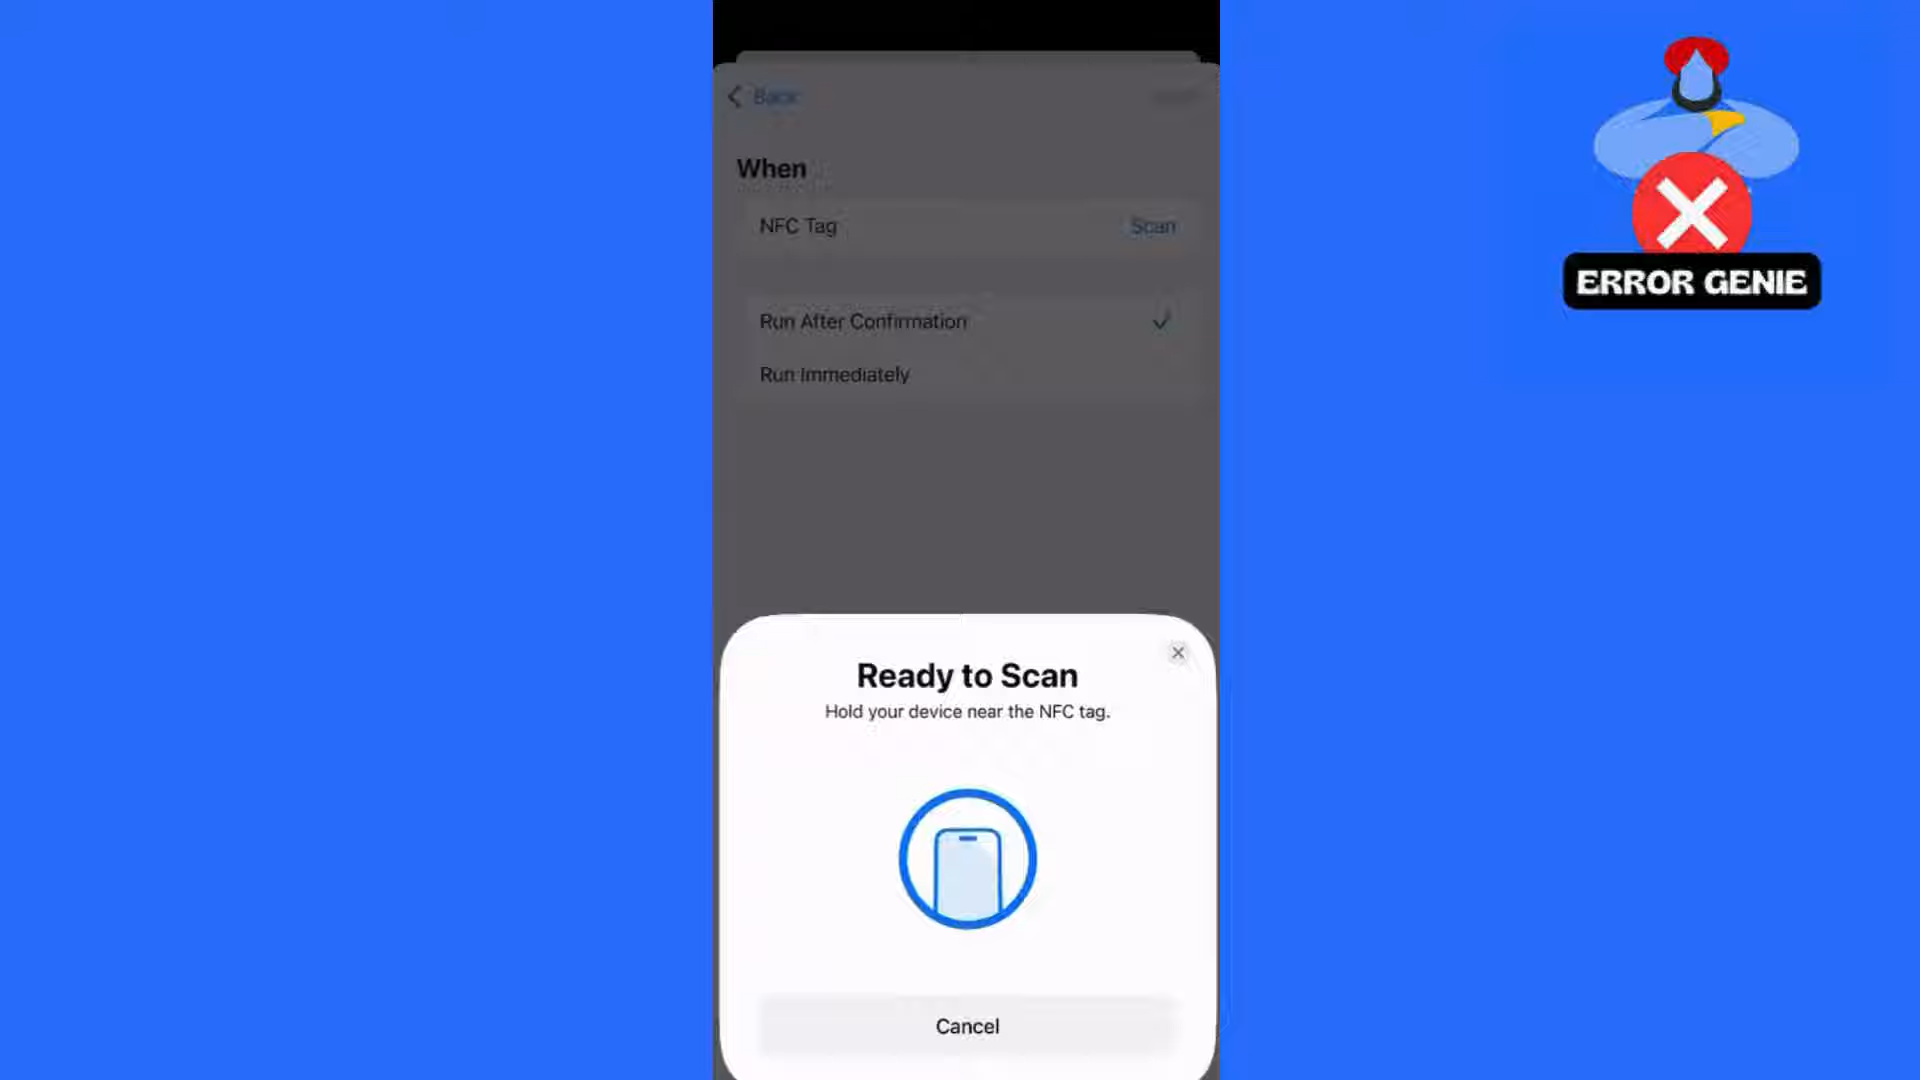 Back
When
NFC Tag
Scan
Run After Confirmation
Run Immediately
Ready to Scan
Hold your device near the NFC tag.
Cancel
ERROR GENIE